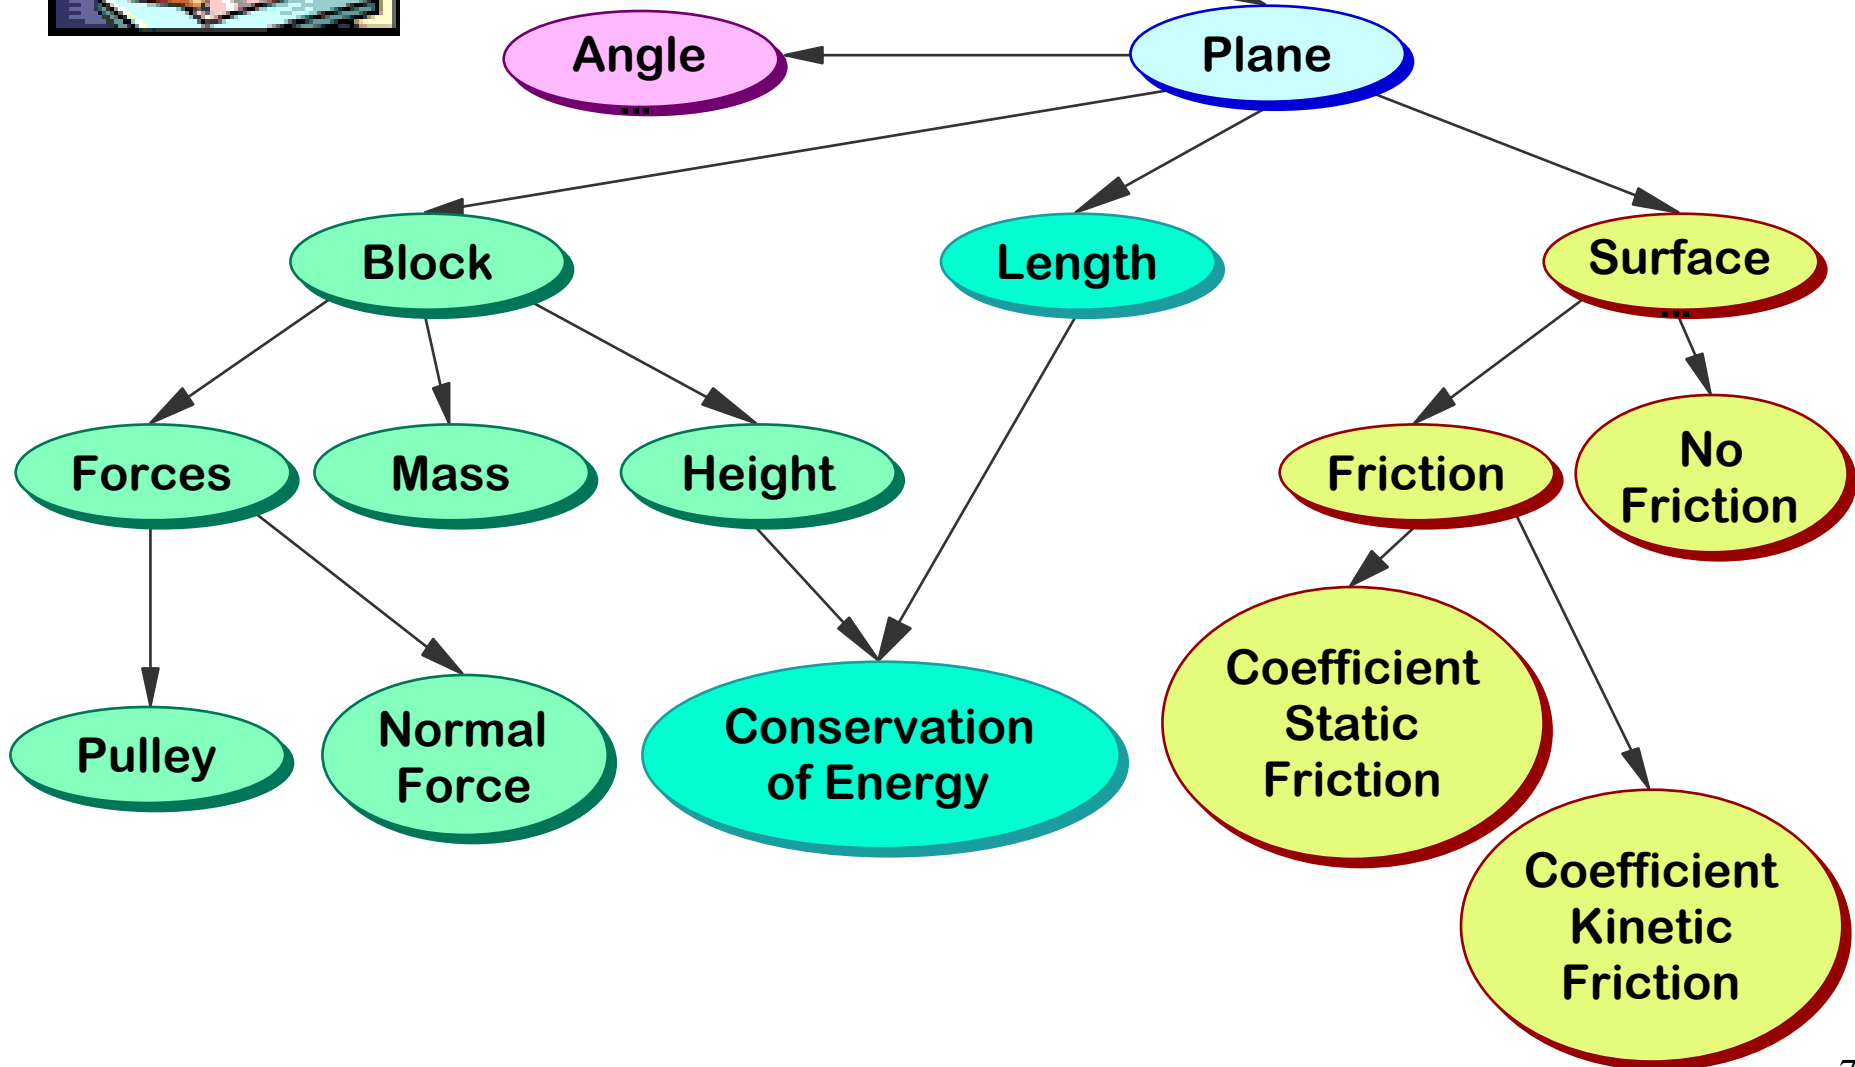 Angle
Plane
...
Block
Length
Surface
...
Forces
Mass
Height
Friction
No
Friction
Pulley
Normal
Force
Conservation
of Energy
Coefficient
Static
Friction
Coefficient
Kinetic
Friction